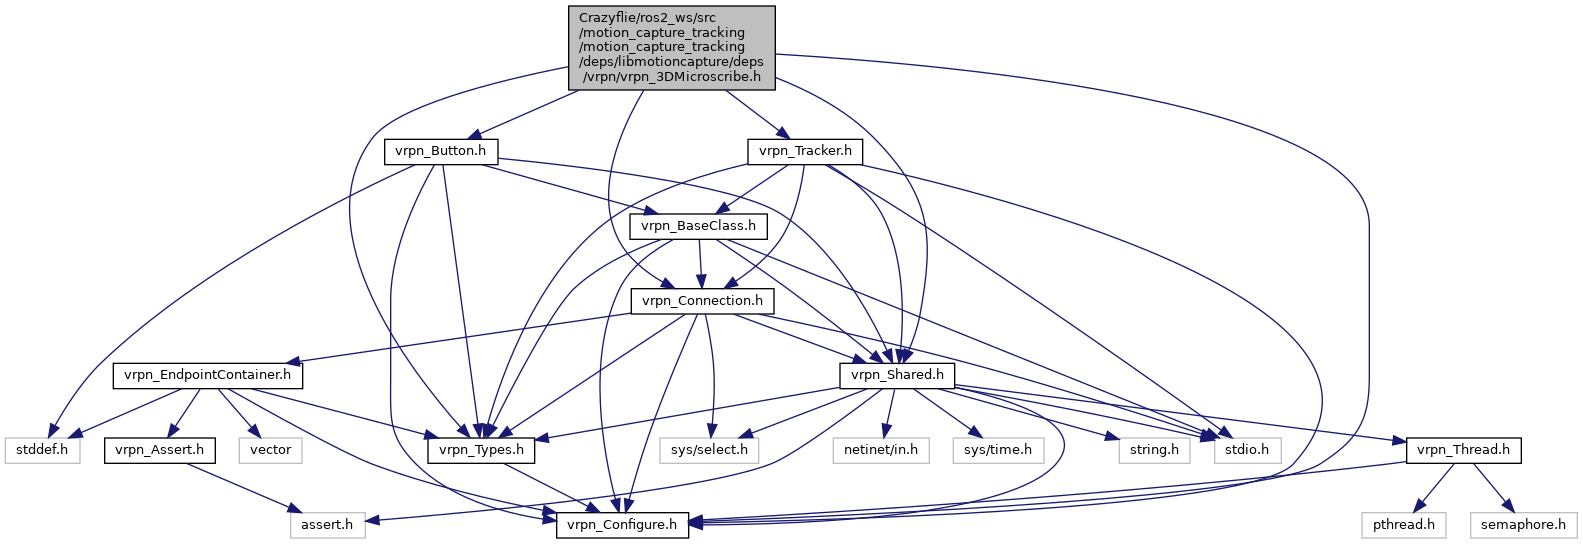 Crazyflie/ros2_ws/src
/motion_capture_tracking
/motion_capture_tracking
/deps/libmotioncapture/deps
/vrpn/vrpn_3DMicroscribe.h
vrpn_Button.h
vrpn_Tracker.h
vrpn_BaseClass.h
vrpn_Connection.h
vrpn_EndpointContainer.h
vrpn_Shared.h
stddef.h
vrpn_Assert.h
vector
vrpn_Types.h
sys/select.h
netinet/in.h
sys/time.h
string.h
stdio.h
vrpn_Thread.h
assert.h
vrpn_Configure.h
pthread.h
semaphore.h